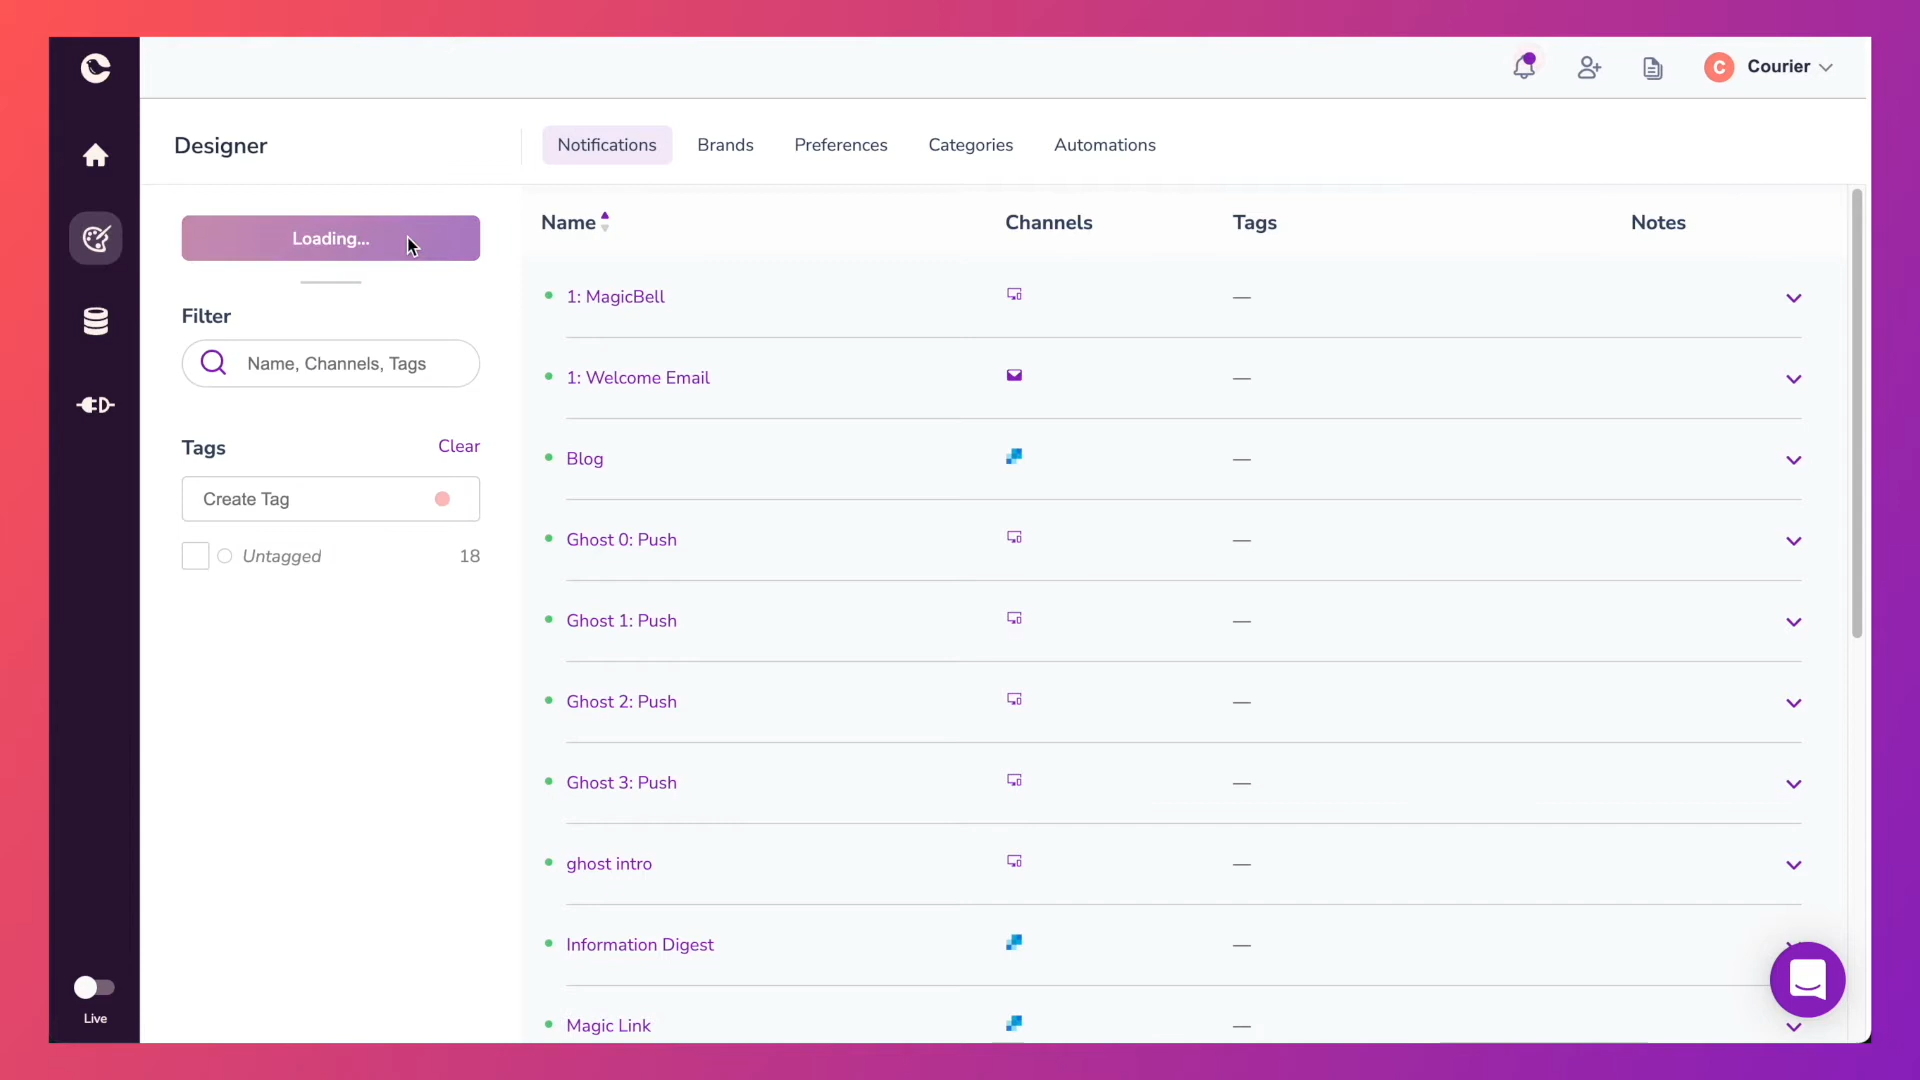 C Courier
Designer
Notifications Brands Preferences Categories Automations
Loading...
Filter
Name, Channels, Tags
Tags Clear
Create Tag
Untagged 18
Name Channels Tags Notes
1: MagicBell —
1: Welcome Email —
Blog —
Ghost 0: Push —
Ghost 1: Push —
Ghost 2: Push —
Ghost 3: Push —
ghost intro —
Information Digest —
Magic Link —
Live